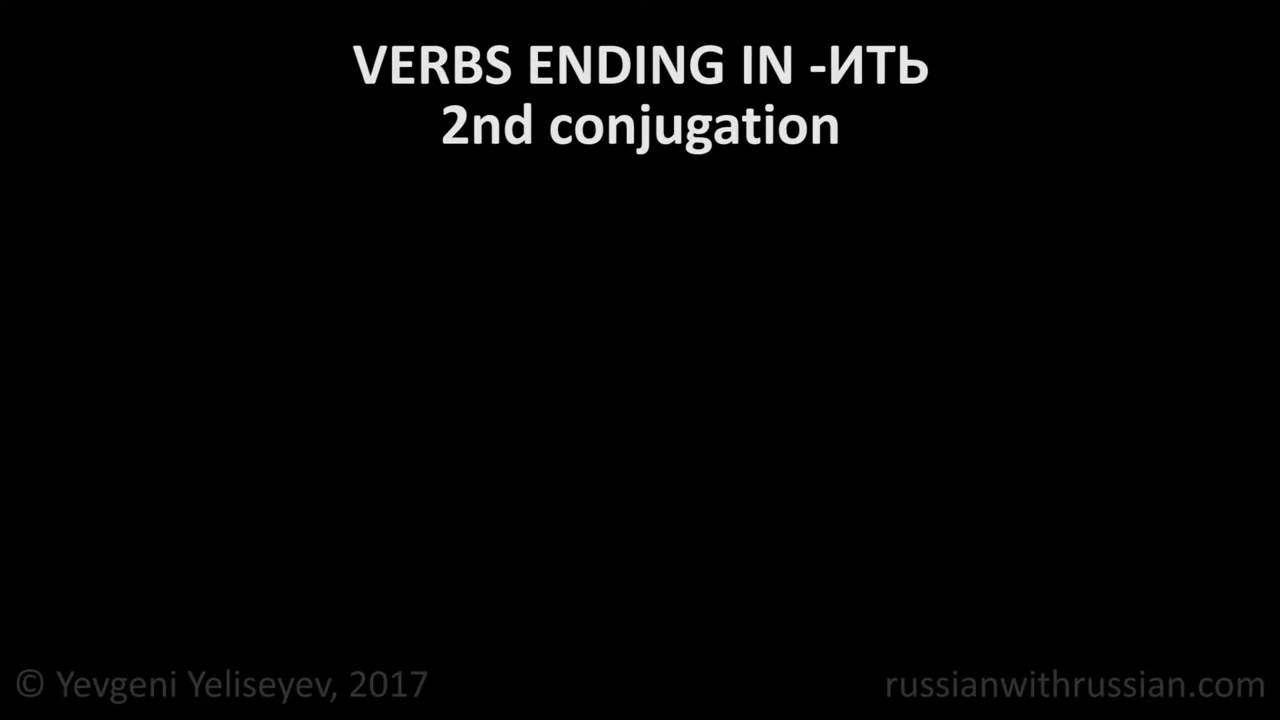 VERBS ENDING IN -ИТЬ
2nd conjugation
© Yevgeni Yeliseyev, 2017
russianwithrussian.com